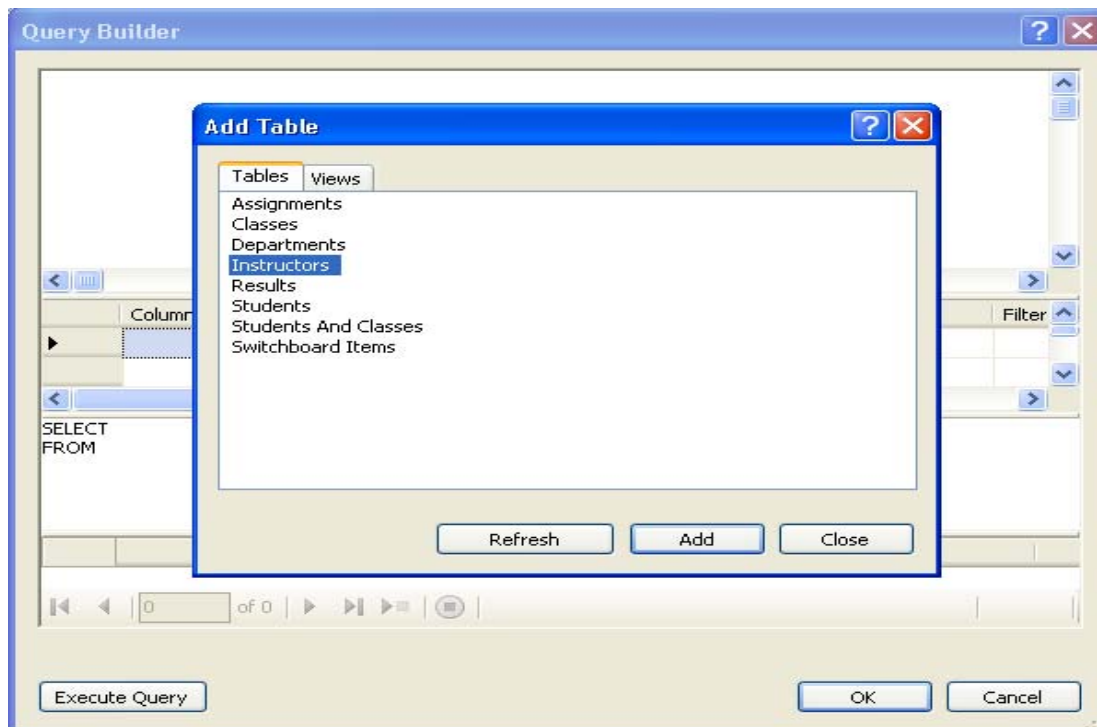 Query Builder
Add Table
Tables Views
Assignments
Classes
Departments
Instructors
Results
Students
Students And Classes
Switchboard Items
Column
Filter
SELECT
FROM
Refresh Add Close
0 of 0
Execute Query OK Cancel